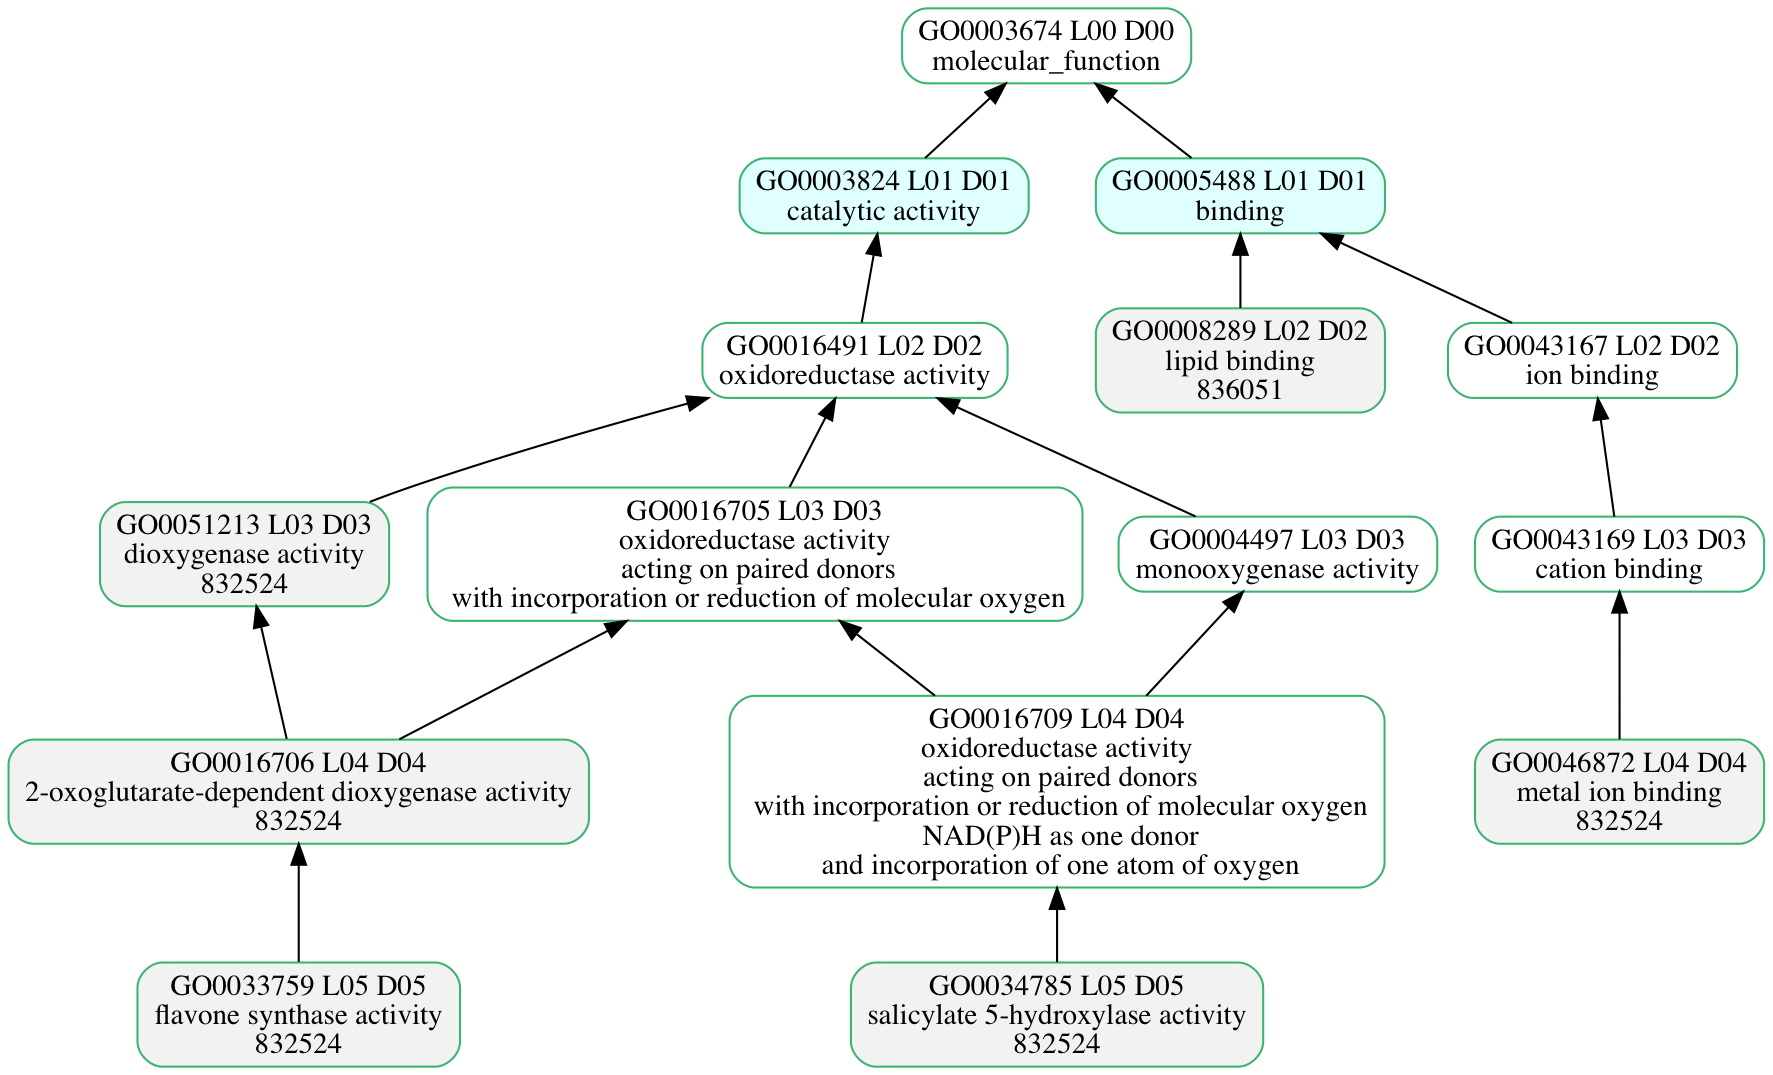 GO0003674 L00 D00
molecular_function
GO0003824 L01 D01
catalytic activity
GO0005488 L01 D01
binding
GO0016491 L02 D02
oxidoreductase activity
GO0008289 L02 D02
lipid binding
836051
GO0043167 L02 D02
ion binding
GO0051213 L03 D03
dioxygenase activity
832524
GO0016705 L03 D03
oxidoreductase activity
acting on paired donors
with incorporation or reduction of molecular oxygen
GO0004497 L03 D03
monooxygenase activity
GO0043169 L03 D03
cation binding
GO0016706 L04 D04
2-oxoglutarate-dependent dioxygenase activity
832524
GO0016709 L04 D04
oxidoreductase activity
acting on paired donors
with incorporation or reduction of molecular oxygen
NAD(P)H as one donor
and incorporation of one atom of oxygen
GO0046872 L04 D04
metal ion binding
832524
GO0033759 L05 D05
flavone synthase activity
832524
GO0034785 L05 D05
salicylate 5-hydroxylase activity
832524